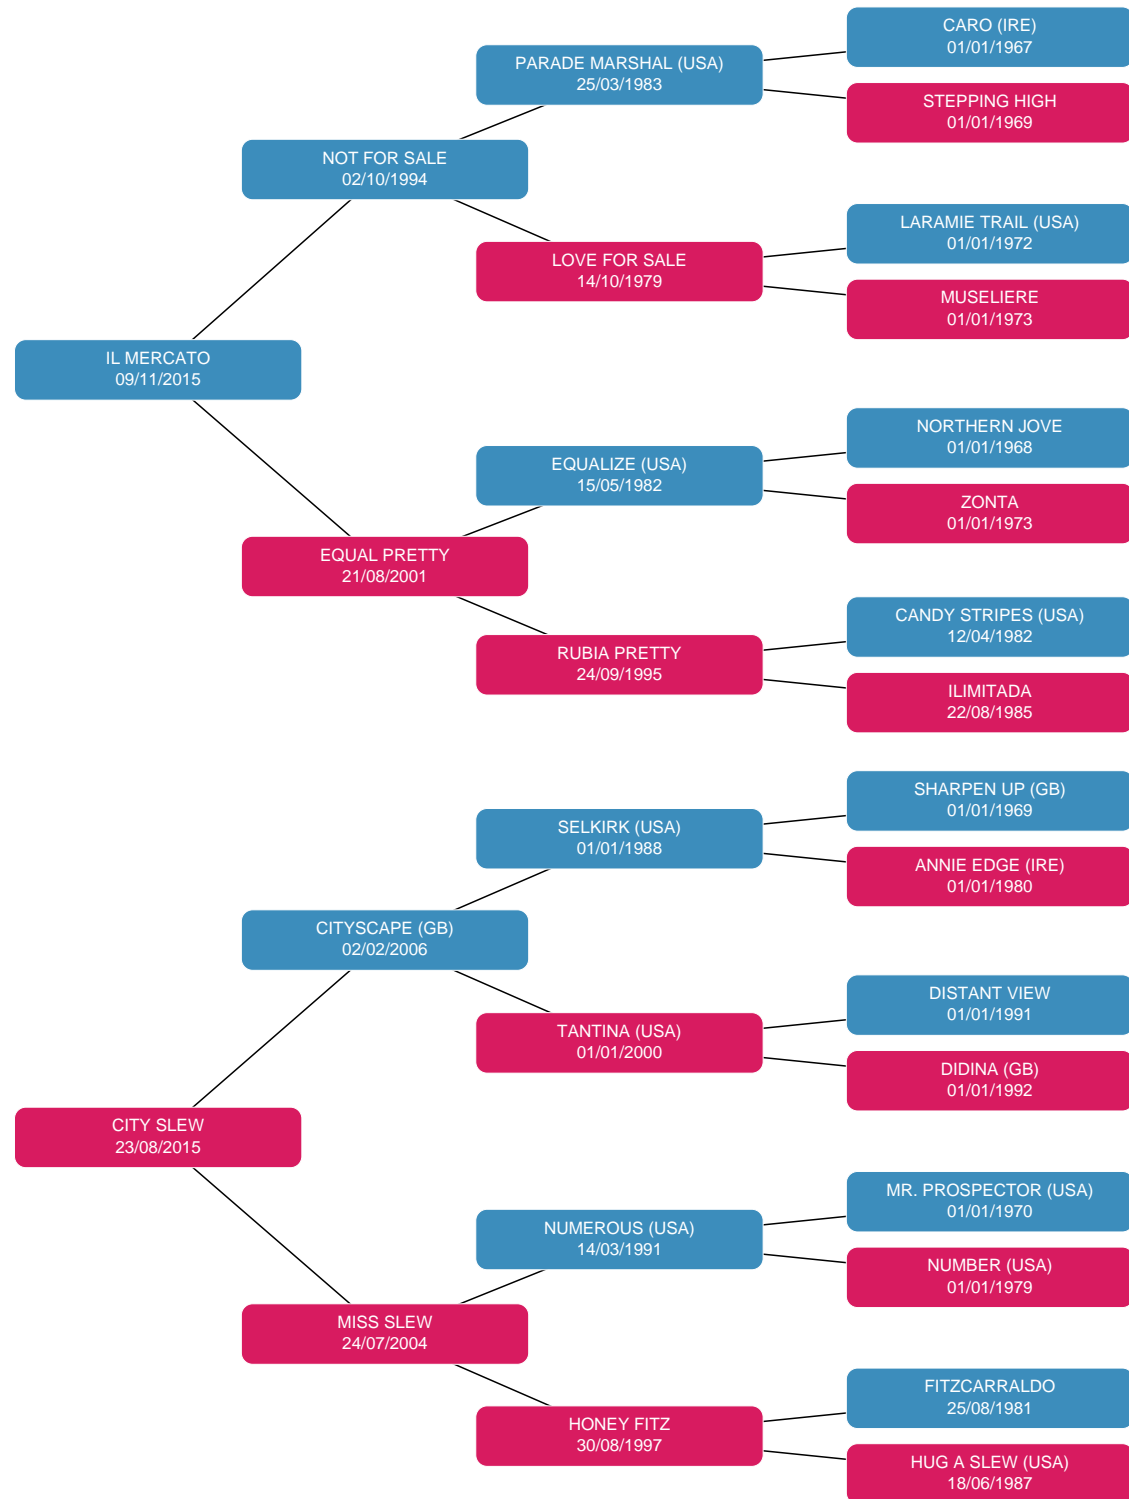 CARO (IRE)
01/01/1967
PARADE MARSHAL (USA)
25/03/1983
STEPPING HIGH
01/01/1969
NOT FOR SALE
02/10/1994
LARAMIE TRAIL (USA)
01/01/1972
LOVE FOR SALE
14/10/1979
MUSELIERE
01/01/1973
IL MERCATO
09/11/2015
NORTHERN JOVE
01/01/1968
EQUALIZE (USA)
15/05/1982
ZONTA
01/01/1973
EQUAL PRETTY
21/08/2001
CANDY STRIPES (USA)
12/04/1982
RUBIA PRETTY
24/09/1995
ILIMITADA
22/08/1985
SHARPEN UP (GB)
01/01/1969
SELKIRK (USA)
01/01/1988
ANNIE EDGE (IRE)
01/01/1980
CITYSCAPE (GB)
02/02/2006
DISTANT VIEW
01/01/1991
TANTINA (USA)
01/01/2000
DIDINA (GB)
01/01/1992
CITY SLEW
23/08/2015
MR. PROSPECTOR (USA)
01/01/1970
NUMEROUS (USA)
14/03/1991
NUMBER (USA)
01/01/1979
MISS SLEW
24/07/2004
FITZCARRALDO
25/08/1981
HONEY FITZ
30/08/1997
HUG A SLEW (USA)
18/06/1987